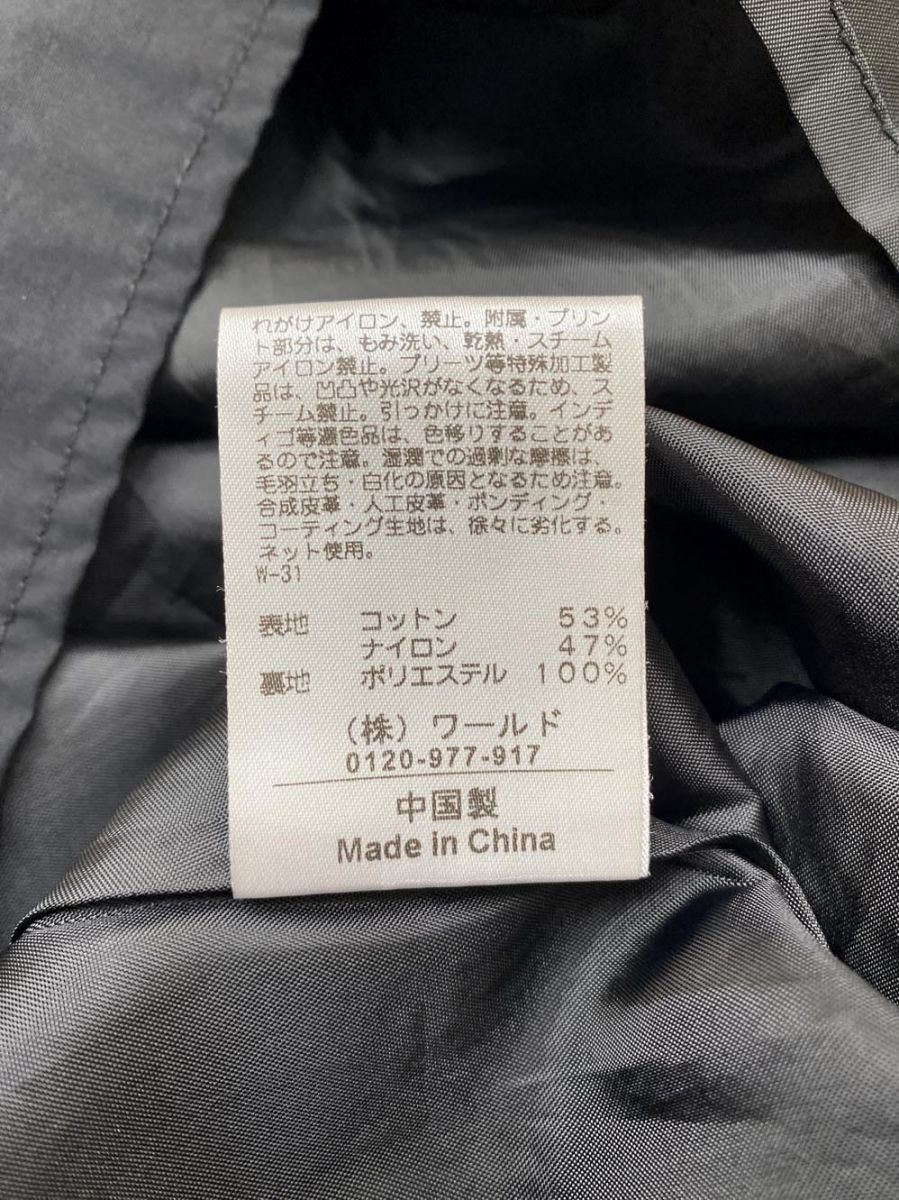 れがけアイロン、禁止。附属・プリン
ト部分は、もみ洗い、乾熱・スチーム
アイロン禁止。プリーツ等特殊加工製
品は、凹凸や光沢がなくなるため、ス
チーム禁止。引っかけに注意。インデ
ィゴ等濃色品は、色移りすることがあ
るので注意。湿潤での過剰な摩擦は、
毛羽立ち・白化の原因となるため注意。
合成皮革・人工皮革・ボンディング・
コーティング生地は、徐々に劣化する。
ネット使用。
W-31
表地 コットン 53%
ナイロン 47%
裏地 ポリエステル 100%
(株)ワールド
0120-977-917
中国製
Made in China